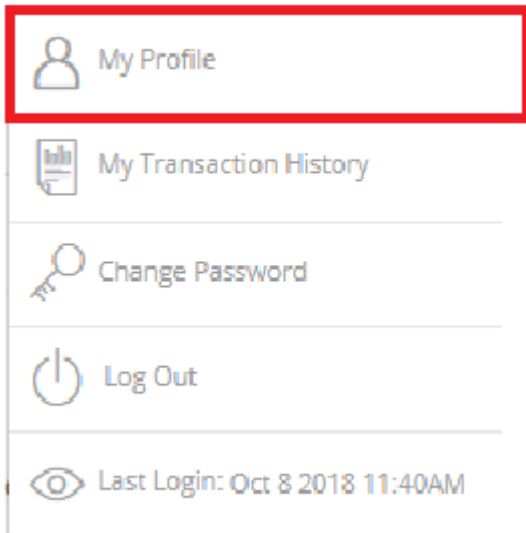 My Profile
My Transaction History
Change Password
Log Out
Last Login: Oct 8 2018 11:40AM